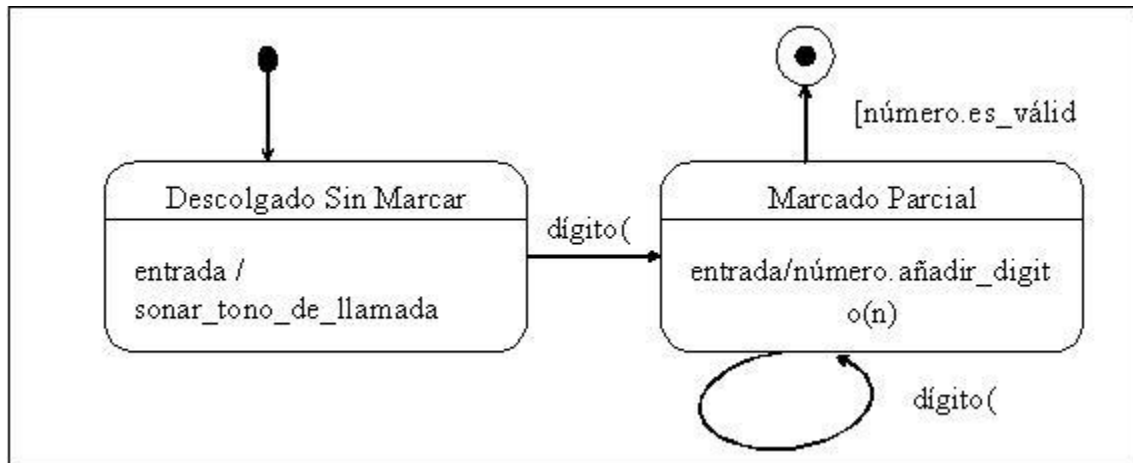 [número.es_válid
Descolgado Sin Marcar
entrada /
sonar_tono_de_llamada
dígito(
Marcado Parcial
entrada/número.añadir_digit
o(n)
dígito(